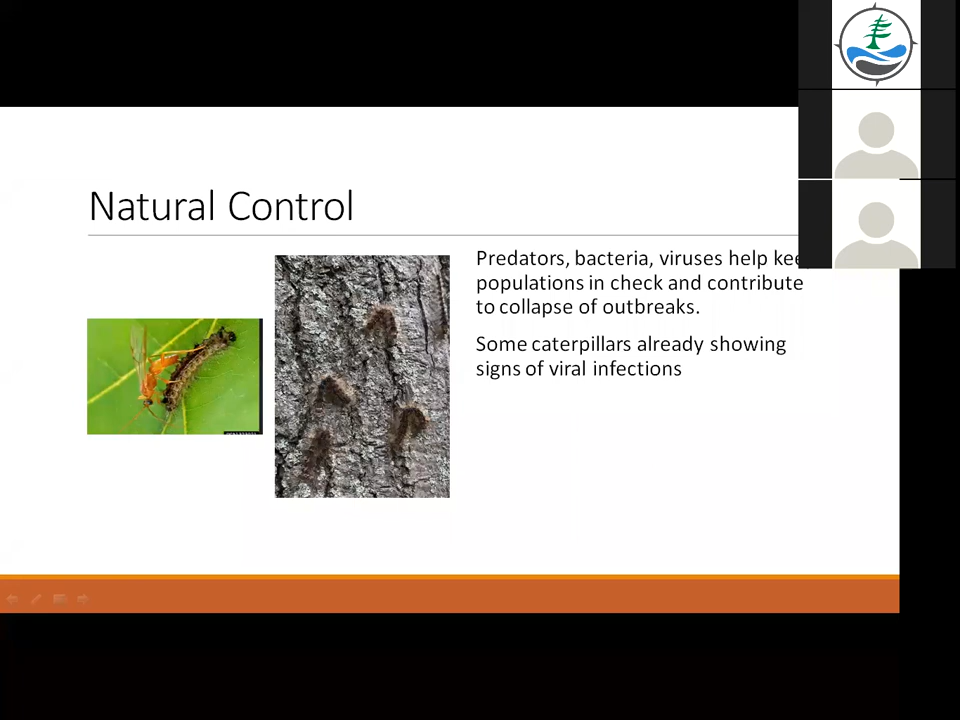 Natural Control
Predators, bacteria, viruses help kee
populations in check and contribute
to collapse of outbreaks.
Some caterpillars already showing
signs of viral infections